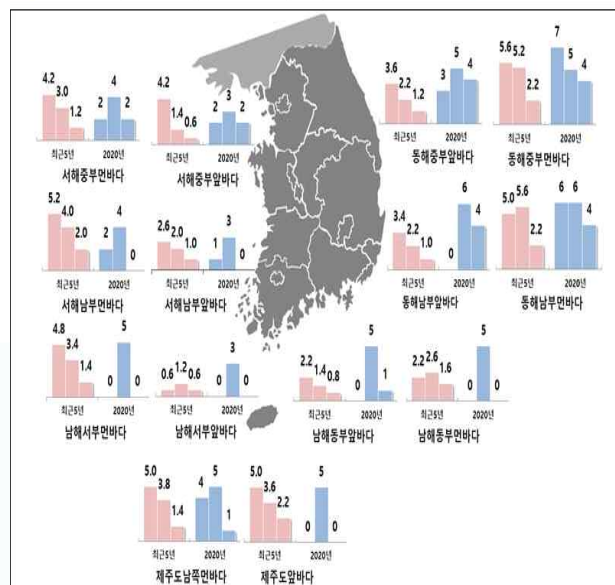 4.2 3.0 1.2 2 4 2
최근5년 2020년
서해중부먼바다
4.2 1.4 0.6 2 3 2
최근5년 2020년
서해중부앞바다
3.6 2.2 1.2 3 5 4
최근5년 2020년
동해중부앞바다
5.6 5.2 2.2 7 5 4
최근5년 2020년
동해중부먼바다
5.2 4.0 2.0 2 4 0
최근5년 2020년
서해남부먼바다
2.6 2.0 1.0 1 3 0
최근5년 2020년
서해남부앞바다
3.4 2.2 1.0 0 6 4
최근5년 2020년
동해남부앞바다
5.0 5.6 2.2 6 6 4
최근5년 2020년
동해남부먼바다
4.8 3.4 1.4 0 5 0
최근5년 2020년
남해서부먼바다
0.6 1.2 0.6 0 3 0
최근5년 2020년
남해서부앞바다
2.2 1.4 0.8 0 5 1
최근5년 2020년
남해동부앞바다
2.2 2.6 1.6 0 5 0
최근5년 2020년
남해동부먼바다
5.0 3.8 1.4 4 5 1
최근5년 2020년
제주도남쪽먼바다
5.0 3.6 2.2 0 5 0
최근5년 2020년
제주도앞바다